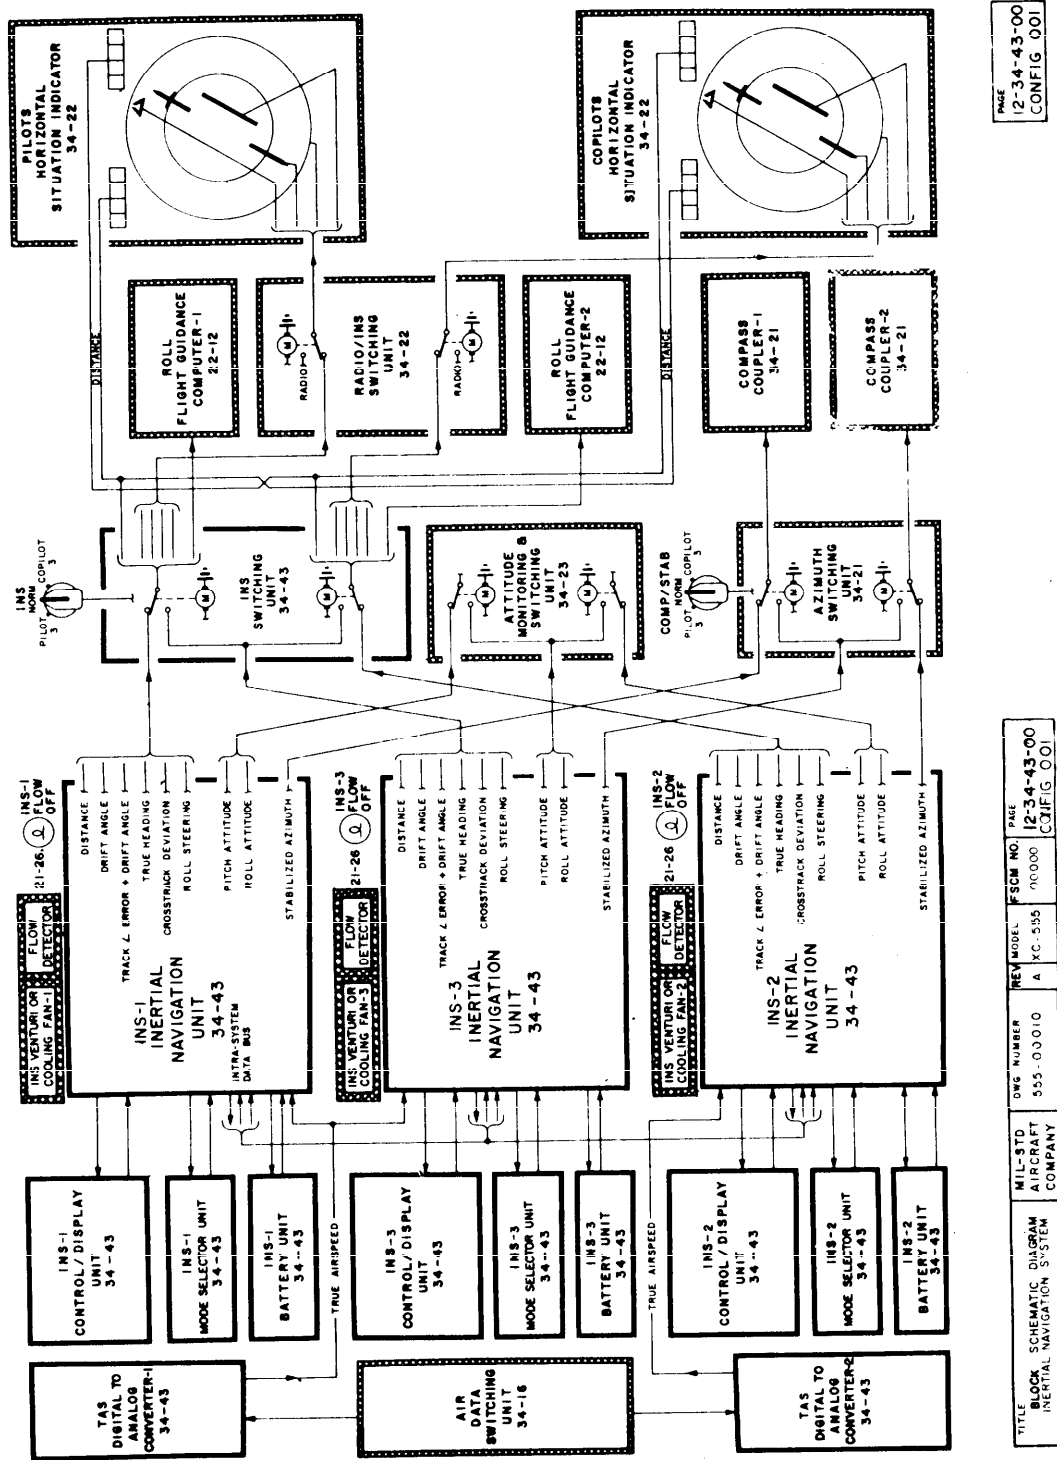 PILOTS
HORIZONTAL
SITUATION INDICATOR
34-22
COPILOTS
HORIZONTAL
SITUATION INDICATOR
34-22
DISTANCE
ROLL
FLIGHT GUIDANCE
COMPUTER-1
22-12
RADIO
M
RADIO/INS
SWITCHING
UNIT
34-22
RADIO
M
ROLL
FLIGHT GUIDANCE
COMPUTER-2
22-12
DISTANCE
COMPASS
COUPLER-1
34-21
COMPASS
COUPLER-2
34-21
INS
NORM
PILOT
COPILOT
3
3
M
INS
SWITCHING
UNIT
34-43
M
M
ATTITUDE
MONITORING &
SWITCHING
UNIT
34-23
M
COMP/STAB
NORM
PILOT
COPILOT
3
3
M
AZIMUTH
SWITCHING
UNIT
34-21
M
INS VENTURI OR
COOLING FAN-1
FLOW
DETECTOR
21-26
INS-1
FLOW
OFF
DISTANCE
DRIFT ANGLE
TRACK ∠ ERROR + DRIFT ANGLE
TRUE HEADING
CROSSTRACK DEVIATION
ROLL STEERING
PITCH ATTITUDE
ROLL ATTITUDE
STABILIZED AZIMUTH
INS-1
INERTIAL
NAVIGATION
UNIT
34-43
INTRA-SYSTEM
DATA BUS
INS VENTURI OR
COOLING FAN-3
FLOW
DETECTOR
21-26
INS-3
FLOW
OFF
DISTANCE
DRIFT ANGLE
TRACK ∠ ERROR + DRIFT ANGLE
TRUE HEADING
CROSSTRACK DEVIATION
ROLL STEERING
PITCH ATTITUDE
ROLL ATTITUDE
STABILIZED AZIMUTH
INS-3
INERTIAL
NAVIGATION
UNIT
34-43
INS VENTURI OR
COOLING FAN-2
FLOW
DETECTOR
21-26
INS-2
FLOW
OFF
DISTANCE
DRIFT ANGLE
TRACK ∠ ERROR + DRIFT ANGLE
TRUE HEADING
CROSSTRACK DEVIATION
ROLL STEERING
PITCH ATTITUDE
ROLL ATTITUDE
STABILIZED AZIMUTH
INS-2
INERTIAL
NAVIGATION
UNIT
34-43
INS-1
CONTROL/DISPLAY
UNIT
34-43
INS-1
MODE SELECTOR UNIT
34-43
INS-1
BATTERY UNIT
34-43
TRUE AIRSPEED
INS-3
CONTROL/DISPLAY
UNIT
34-43
INS-3
MODE SELECTOR UNIT
34-43
INS-3
BATTERY UNIT
34-43
TRUE AIRSPEED
INS-2
CONTROL/DISPLAY
UNIT
34-43
INS-2
MODE SELECTOR UNIT
34-43
INS-2
BATTERY UNIT
34-43
TAS
DIGITAL TO
ANALOG
CONVERTER-1
34-43
AIR
DATA
SWITCHING
UNIT
34-16
TAS
DIGITAL TO
ANALOG
CONVERTER-2
34-43
TITLE
BLOCK SCHEMATIC DIAGRAM
INERTIAL NAVIGATION SYSTEM
MIL-STD
AIRCRAFT
COMPANY
DWG NUMBER
555-00010
REV
A
MODEL
XC-555
FSCM NO.
00000
PAGE
12-34-43-00
CONFIG 001
PAGE
12-34-43-00
CONFIG 001